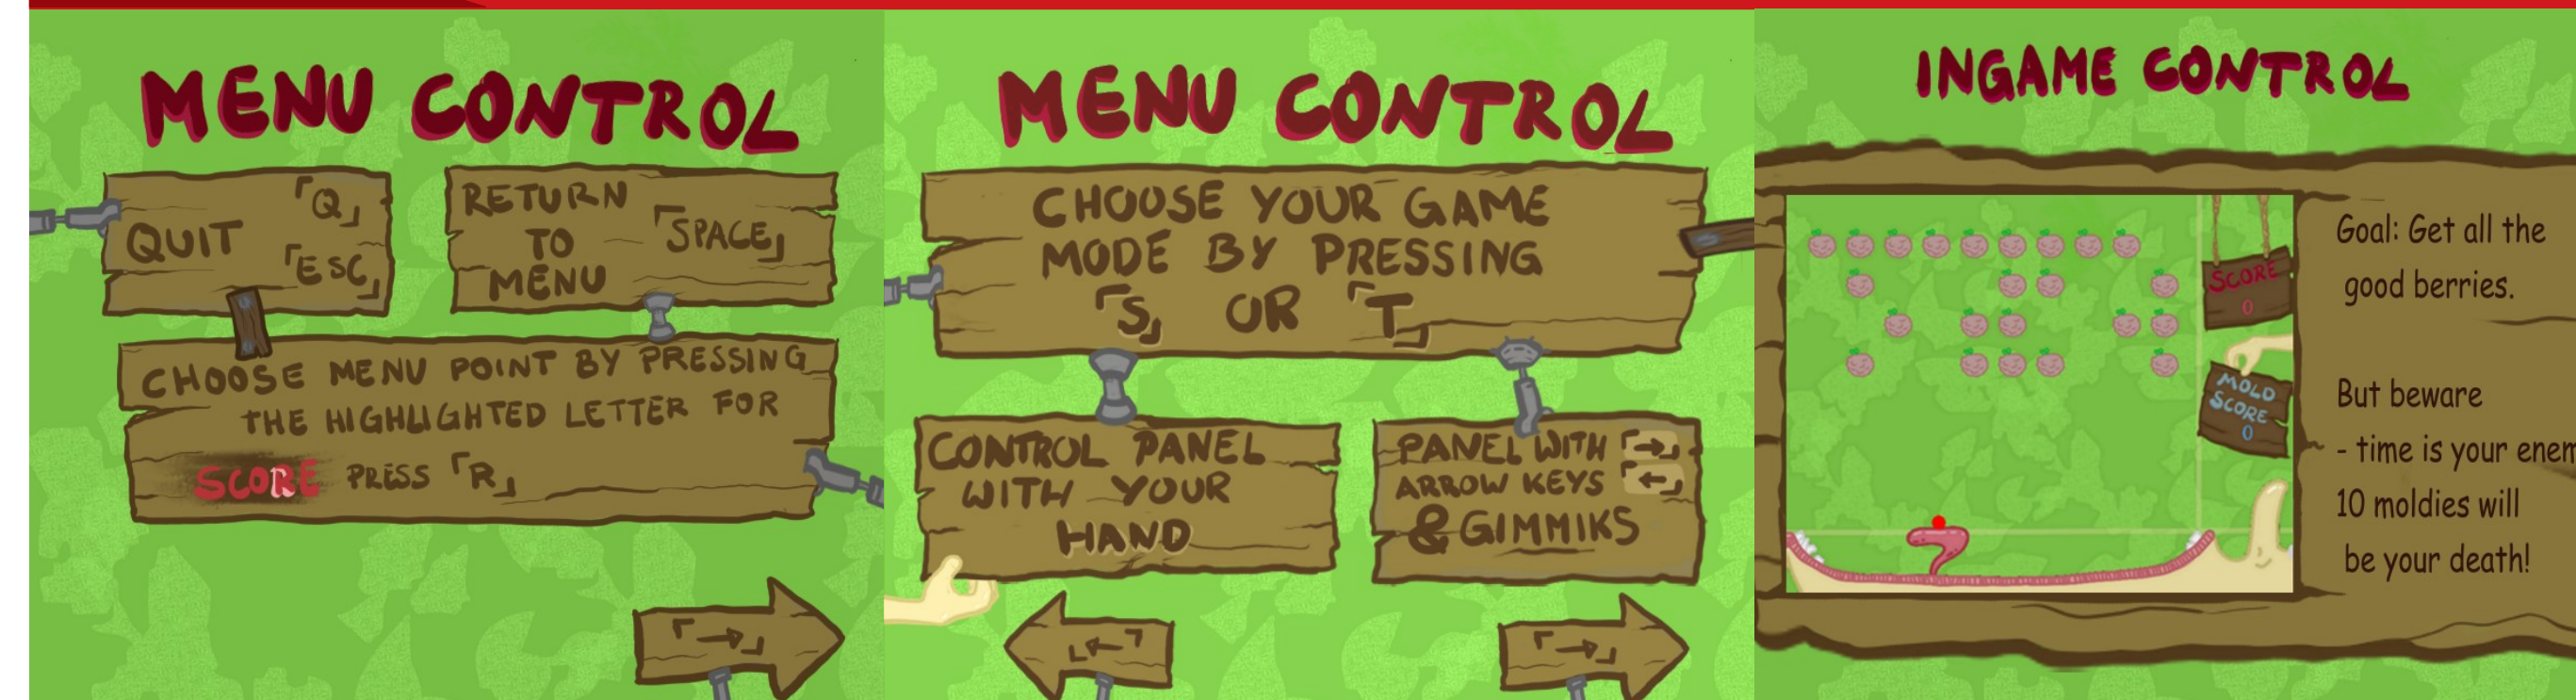 MENU CONTROL
QUIT 「Q」
「ESC」
RETURN
TO 「SPACE」
MENU
CHOOSE MENU POINT BY PRESSING
THE HIGHLIGHTED LETTER FOR
SCORE PRESS 「R」
「→」
MENU CONTROL
CHOOSE YOUR GAME
MODE BY PRESSING
「S」 OR 「T」
CONTROL PANEL
WITH YOUR
HAND
PANEL WITH 「→」
ARROW KEYS 「←」
& GIMMIKS
「←」
「→」
INGAME CONTROL
SCORE
0
MOLD
SCORE
0
Goal: Get all the
good berries.
But beware
- time is your enem
10 moldies will
be your death!